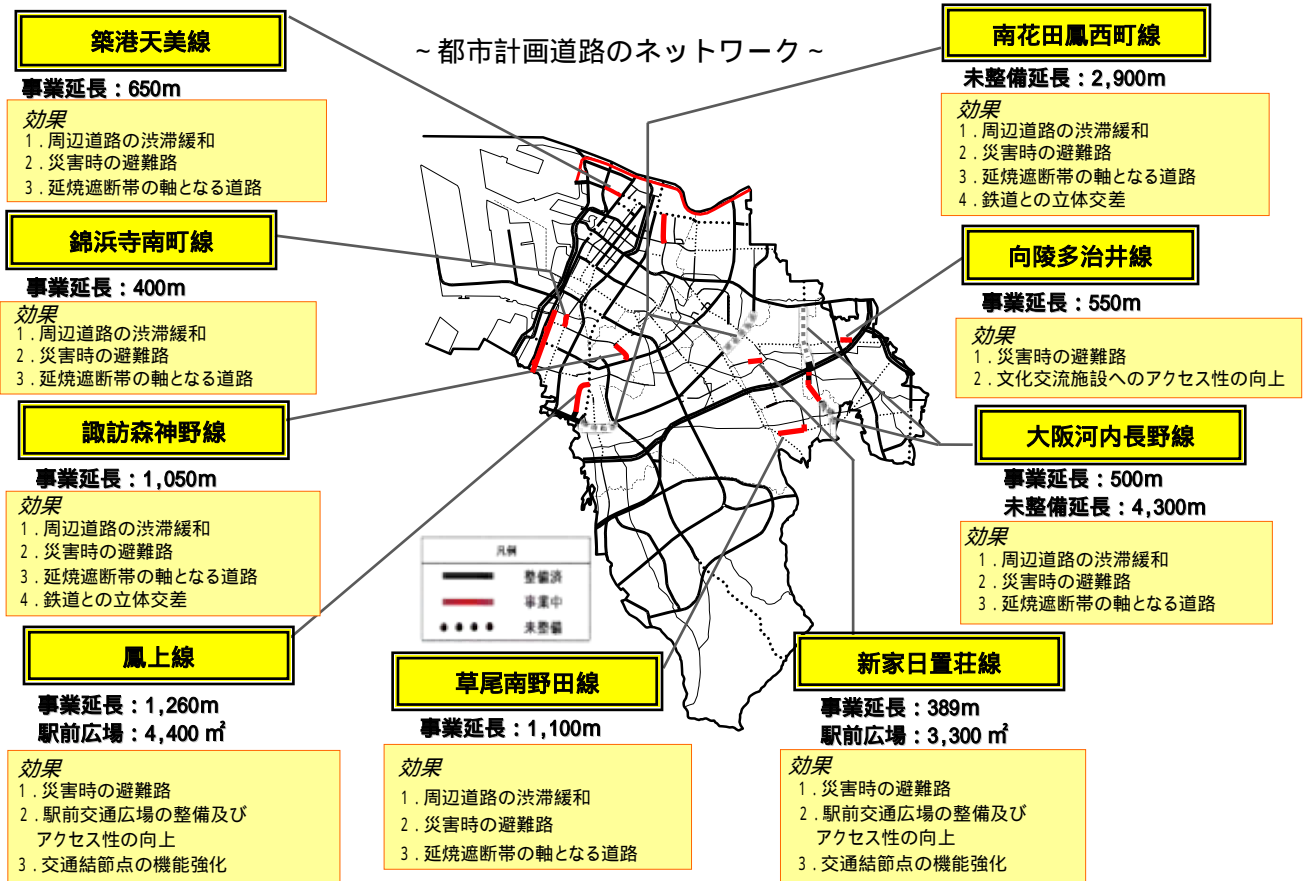 ～都市計画道路のネットワーク～
築港天美線
事業延長：650m
効果
1．周辺道路の渋滞緩和
2．災害時の避難路
3．延焼遮断帯の軸となる道路
錦浜寺南町線
事業延長：400m
効果
1．周辺道路の渋滞緩和
2．災害時の避難路
3．延焼遮断帯の軸となる道路
諏訪森神野線
事業延長：1,050m
効果
1．周辺道路の渋滞緩和
2．災害時の避難路
3．延焼遮断帯の軸となる道路
4．鉄道との立体交差
鳳上線
事業延長：1,260m
駅前広場：4,400 ㎡
効果
1．災害時の避難路
2．駅前交通広場の整備及び
アクセス性の向上
3．交通結節点の機能強化
凡例
整備済
事業中
未整備
草尾南野田線
事業延長：1,100m
効果
1．周辺道路の渋滞緩和
2．災害時の避難路
3．延焼遮断帯の軸となる道路
南花田鳳西町線
未整備延長：2,900m
効果
1．周辺道路の渋滞緩和
2．災害時の避難路
3．延焼遮断帯の軸となる道路
4．鉄道との立体交差
向陵多治井線
事業延長：550m
効果
1．災害時の避難路
2．文化交流施設へのアクセス性の向上
大阪河内長野線
事業延長：500m
未整備延長：4,300m
効果
1．周辺道路の渋滞緩和
2．災害時の避難路
3．延焼遮断帯の軸となる道路
新家日置荘線
事業延長：389m
駅前広場：3,300 ㎡
効果
1．災害時の避難路
2．駅前交通広場の整備及び
アクセス性の向上
3．交通結節点の機能強化